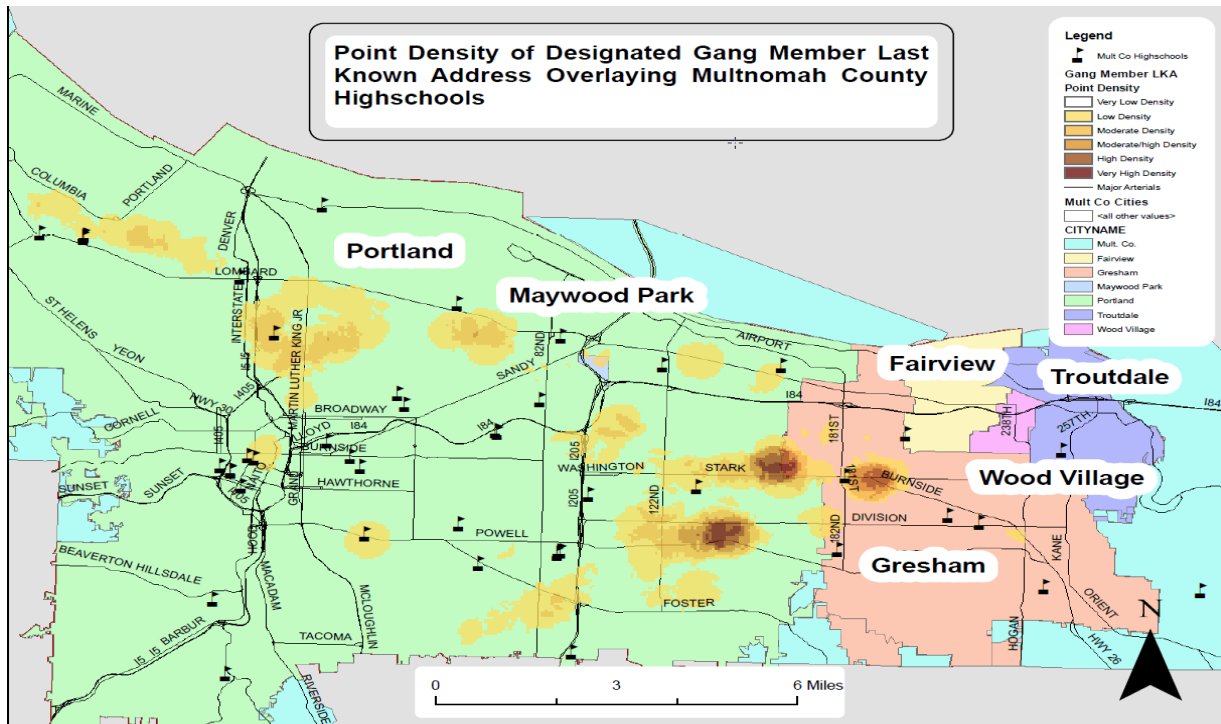 Point Density of Designated Gang Member Last
Known Address Overlaying Multnomah County
Highschools
Legend
Mult Co Highschools
Gang Member LKA
Point Density
Very Low Density
Low Density
Moderate Density
Moderate/high Density
High Density
Very High Density
Major Arterials
Mult Co Cities
<all other values>
CITYNAME
Mult. Co.
Fairview
Gresham
Maywood Park
Portland
Troutdale
Wood Village
MARINE
COLUMBIA
PORTLAND
DENVER
Portland
LOMBARD
Maywood Park
INTERSTATE
MARTIN LUTHER KING JR
ST HELENS
YEON
I5
82ND
SANDY
AIRPORT
Fairview
Troutdale
I405
HWY 30
BROADWAY
I84
I84
I84
238TH
257TH
CORNELL
I405
LLOYD
I84
BURNSIDE
I205
181ST
WASHINGTON
STARK
181ST
BURNSIDE
Wood Village
SUNSET
SUNSET
I405
NAITO
GRAND
HAWTHORNE
I205
122ND
DIVISION
POWELL
182ND
HOOD
KANE
BEAVERTON HILLSDALE
MACADAM
MCLOUGHLIN
Gresham
FOSTER
ORIENT
N
I5
I5
BARBUR
TACOMA
HOGAN
HWY 26
RIVERSIDE
0
3
6 Miles